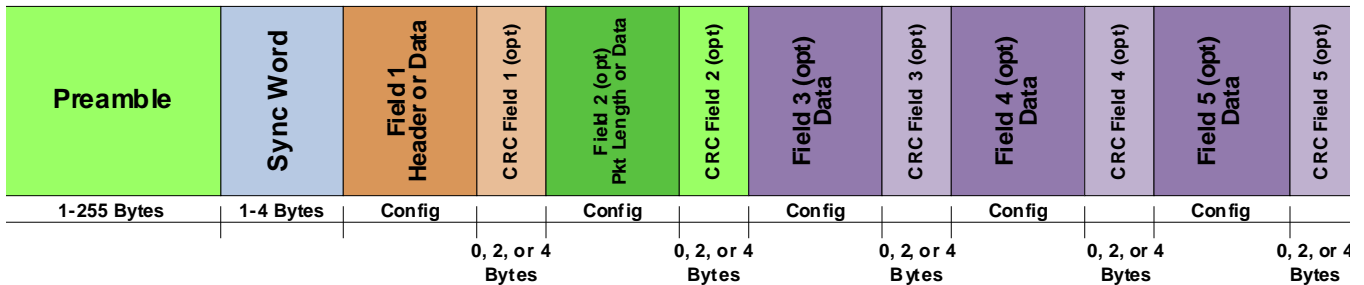 Preamble
Sync Word
Field 1
Header or Data
CRC Field 1 (opt)
Field 2 (opt)
Pkt Length or Data
CRC Field 2 (opt)
Field 3 (opt)
Data
CRC Field 3 (opt)
Field 4 (opt)
Data
CRC Field 4 (opt)
Field 5 (opt)
Data
CRC Field 5 (opt)
1-255 Bytes
1-4 Bytes
Config
Config
Config
Config
Config
0, 2, or 4
Bytes
0, 2, or 4
Bytes
0, 2, or 4
Bytes
0, 2, or 4
Bytes
0, 2, or 4
Bytes